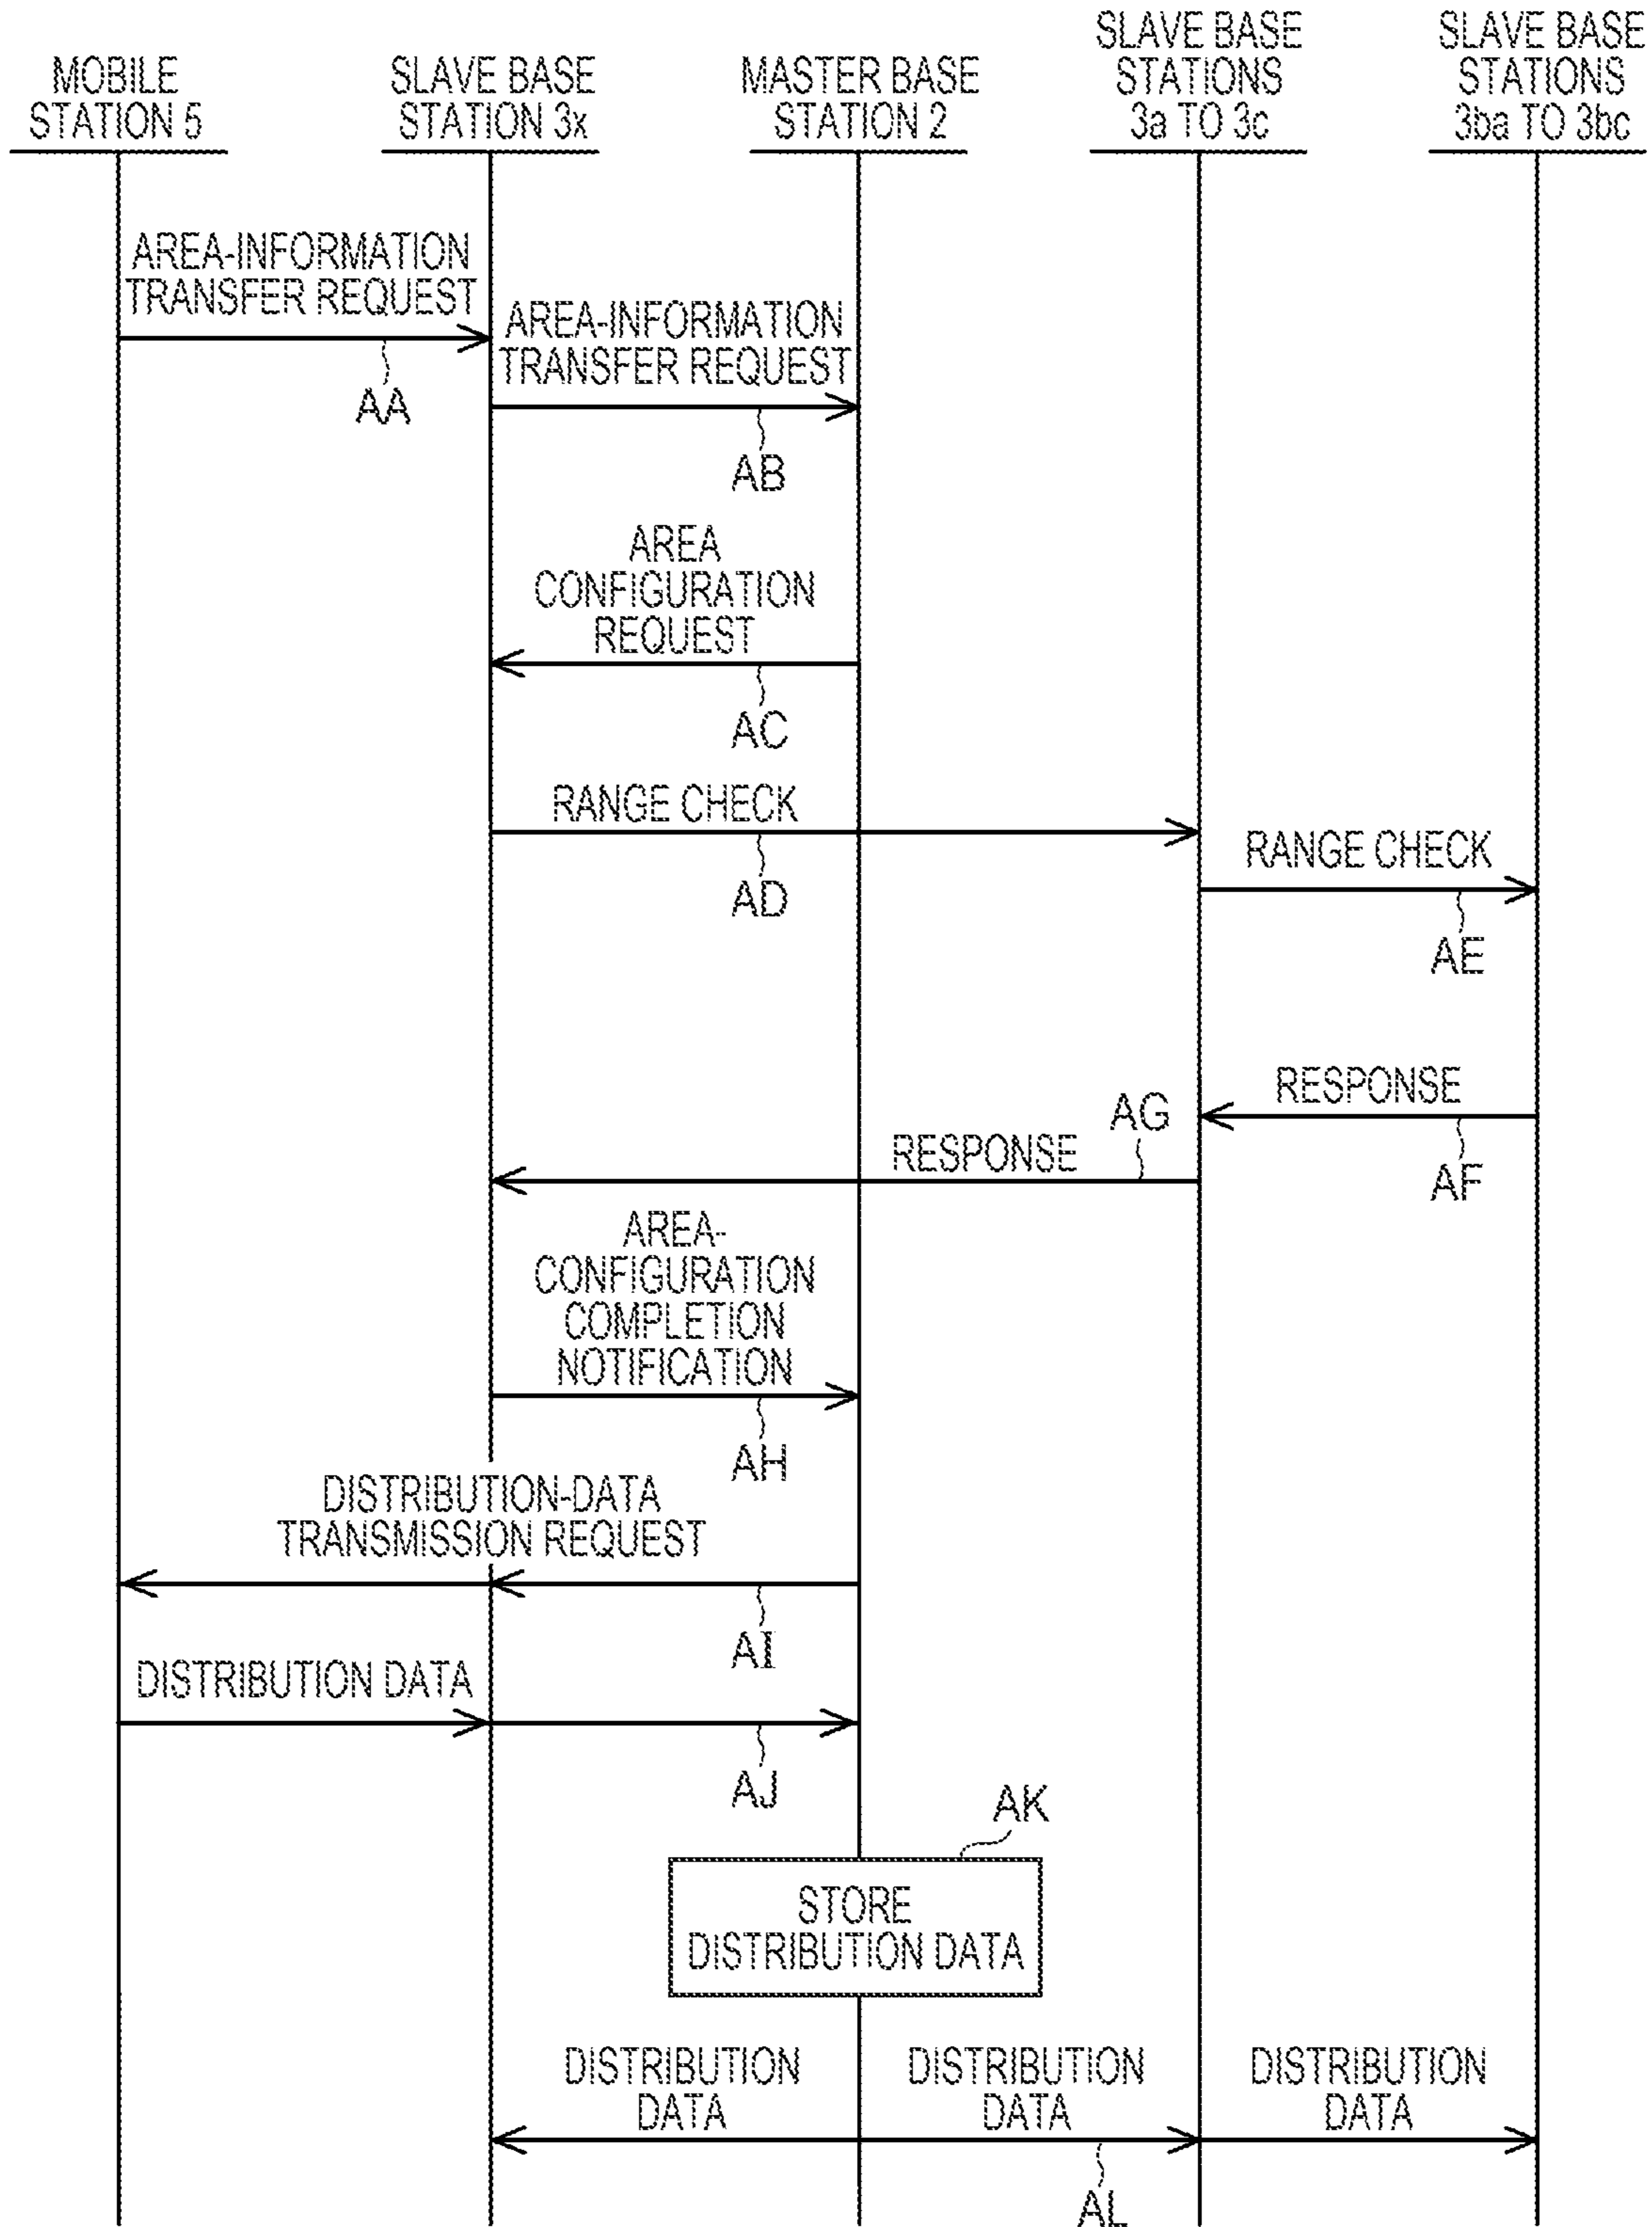 MOBILE
STATION 5
SLAVE BASE
STATION 3x
MASTER BASE
STATION 2
SLAVE BASE
STATIONS
3a TO 3c
SLAVE BASE
STATIONS
3ba TO 3bc
AREA-INFORMATION
TRANSFER REQUEST
AA
AREA-INFORMATION
TRANSFER REQUEST
AB
AREA
CONFIGURATION
REQUEST
AC
RANGE CHECK
AD
RANGE CHECK
AE
RESPONSE
AF
AG
RESPONSE
AREA-
CONFIGURATION
COMPLETION
NOTIFICATION
AH
DISTRIBUTION-DATA
TRANSMISSION REQUEST
AI
DISTRIBUTION DATA
AJ
AK
STORE
DISTRIBUTION DATA
DISTRIBUTION
DATA
DISTRIBUTION
DATA
DISTRIBUTION
DATA
AL